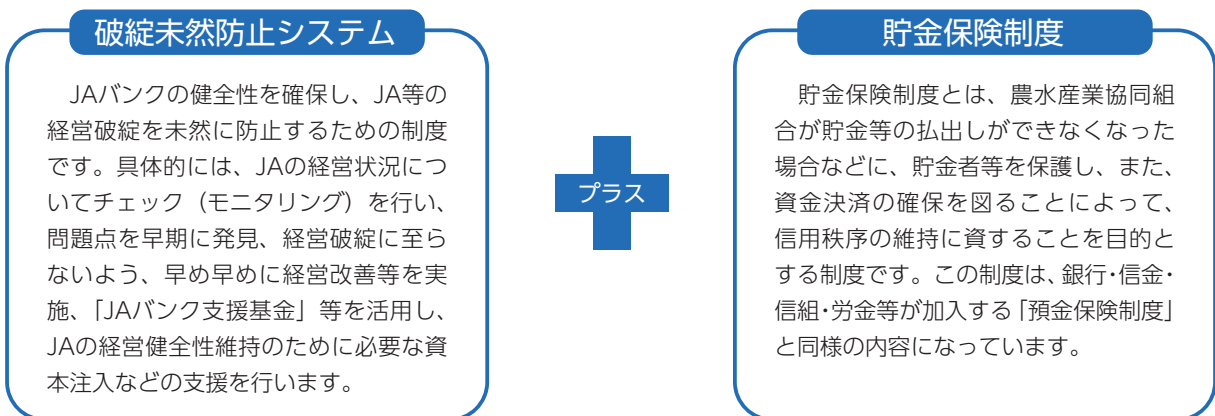 破綻未然防止システム
　JAバンクの健全性を確保し、JA等の
経営破綻を未然に防止するための制度
です。具体的には、JAの経営状況につ
いてチェック（モニタリング）を行い、
問題点を早期に発見、経営破綻に至ら
ないよう、早め早めに経営改善等を実
施、「JAバンク支援基金」等を活用し、
JAの経営健全性維持のために必要な資
本注入などの支援を行います。
プラス
貯金保険制度
　貯金保険制度とは、農水産業協同組
合が貯金等の払出しができなくなった
場合などに、貯金者等を保護し、また、
資金決済の確保を図ることによって、
信用秩序の維持に資することを目的と
する制度です。この制度は、銀行・信金・
信組・労金等が加入する「預金保険制度」
と同様の内容になっています。